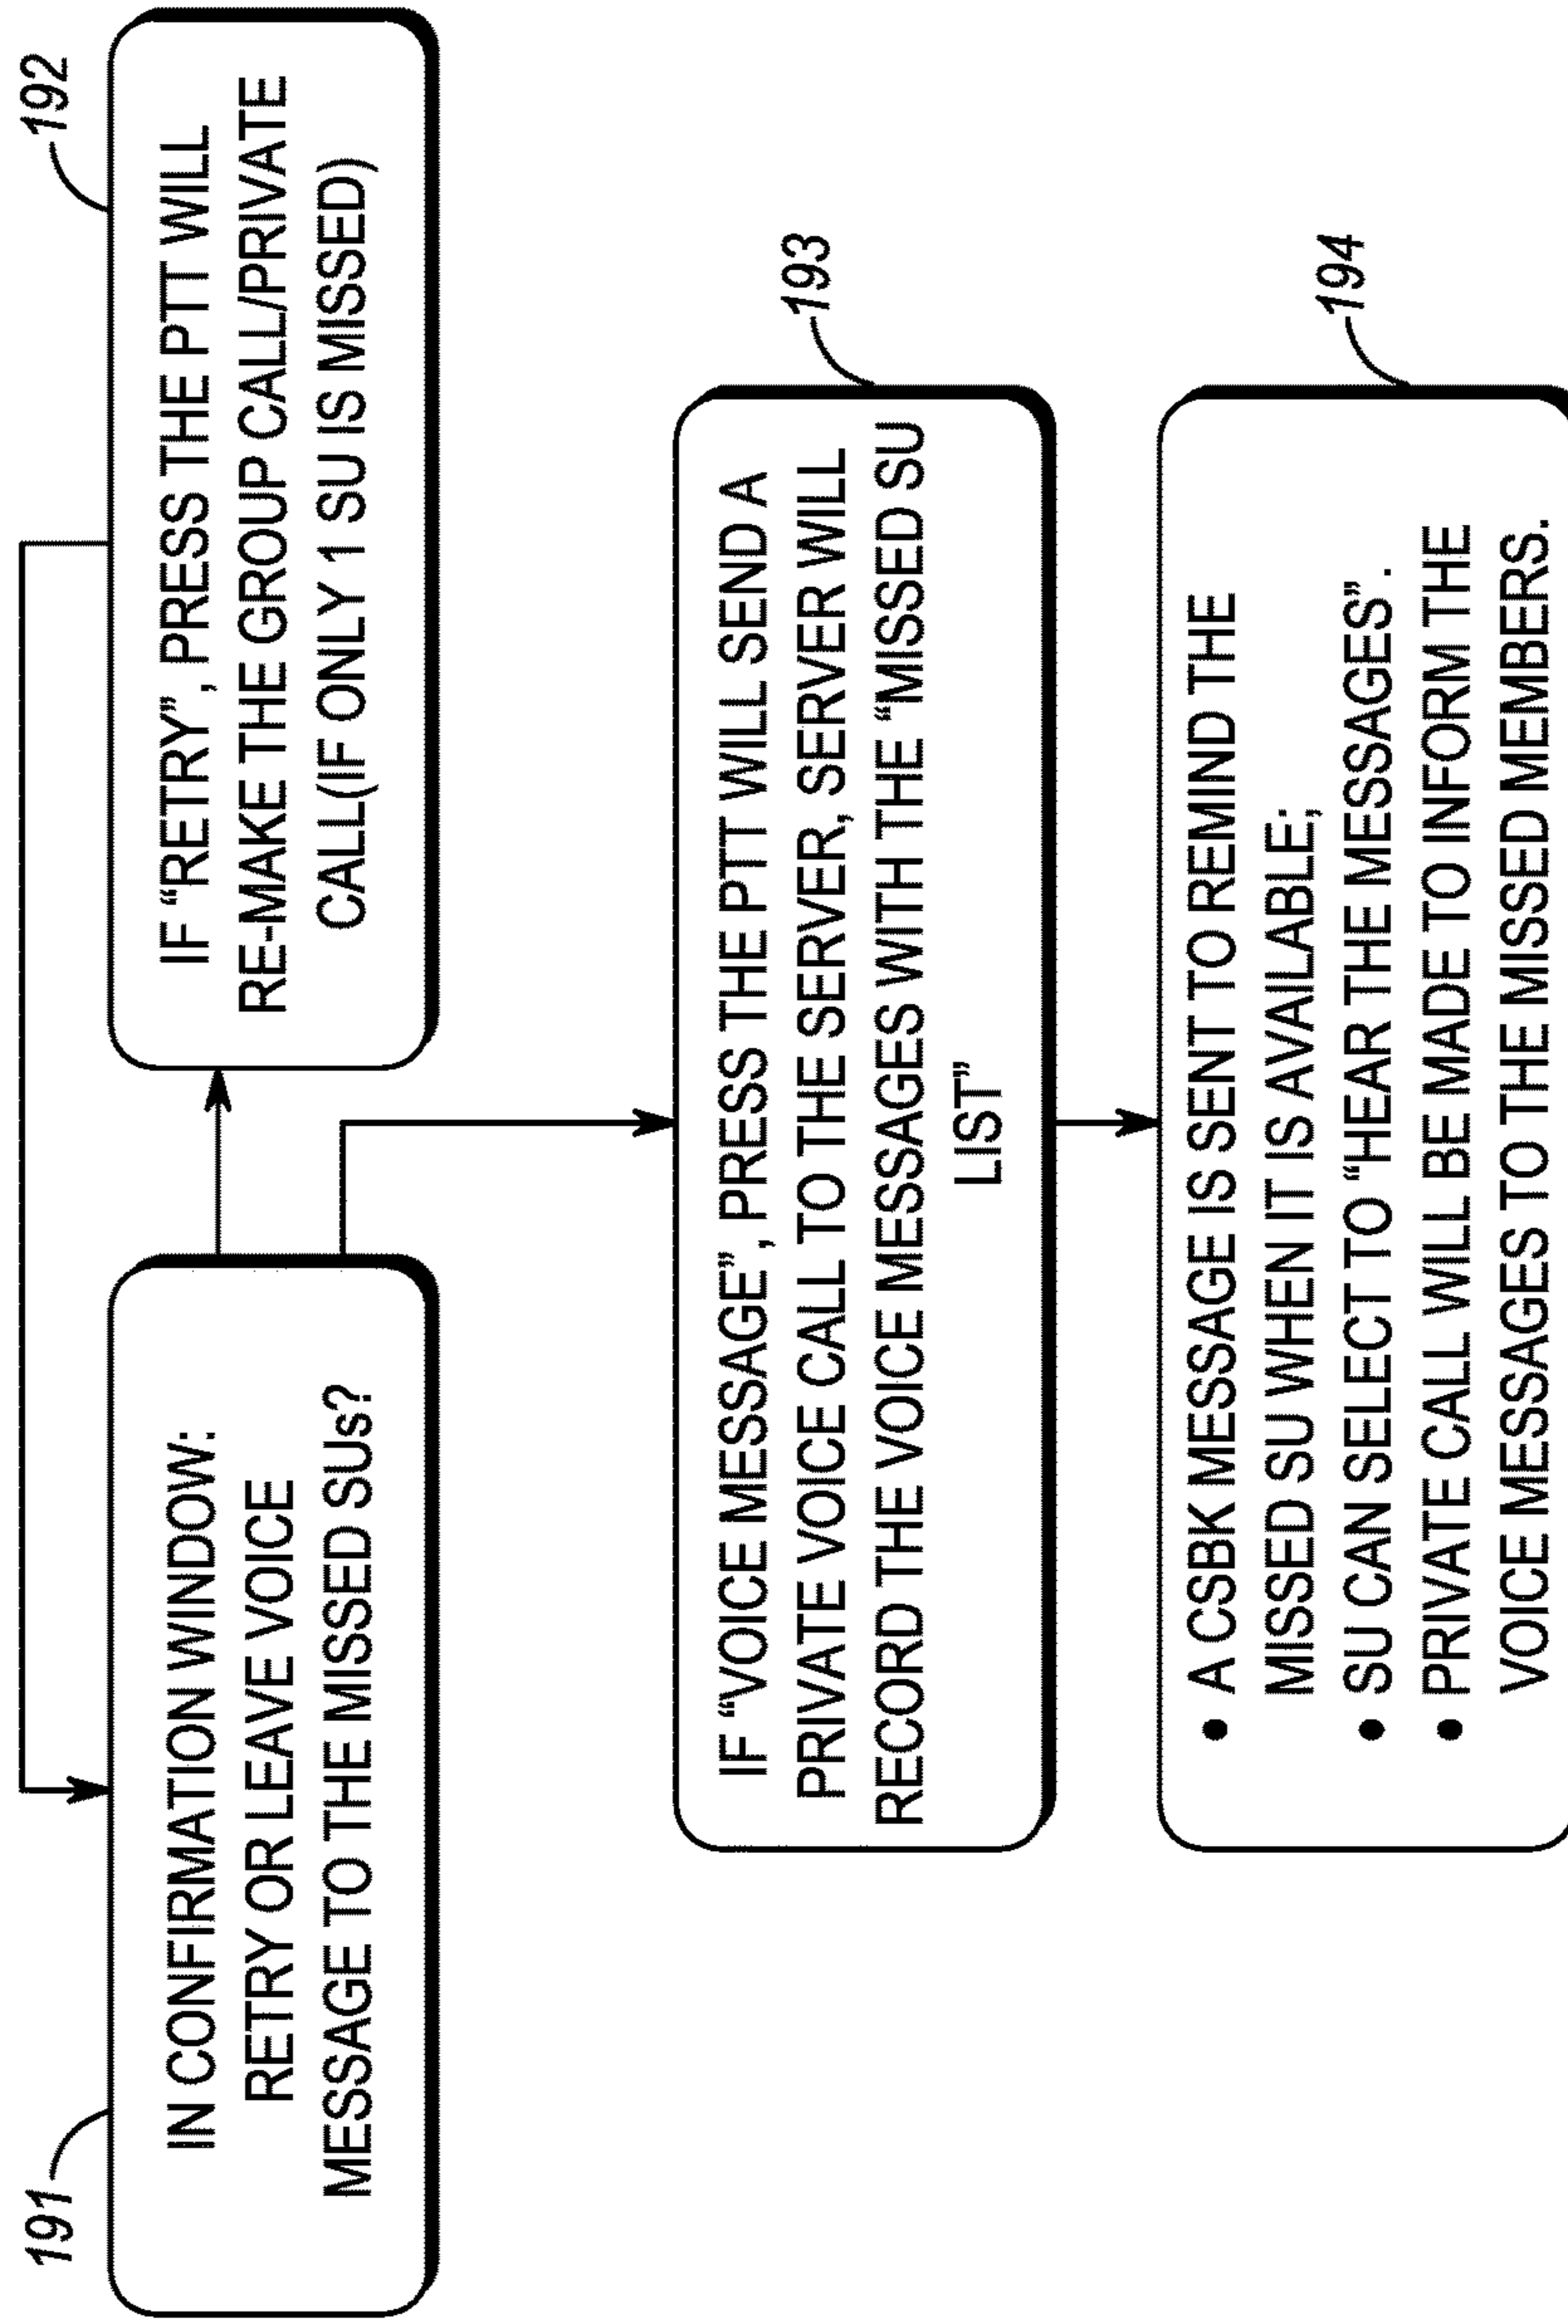 191
IN CONFIRMATION WINDOW:
RETRY OR LEAVE VOICE
MESSAGE TO THE MISSED SUs?
192
IF “RETRY”, PRESS THE PTT WILL
RE-MAKE THE GROUP CALL/PRIVATE
CALL(IF ONLY 1 SU IS MISSED)
193
IF “VOICE MESSAGE”, PRESS THE PTT WILL SEND A
PRIVATE VOICE CALL TO THE SERVER, SERVER WILL
RECORD THE VOICE MESSAGES WITH THE “MISSED SU
LIST”
194
• A CSBK MESSAGE IS SENT TO REMIND THE
MISSED SU WHEN IT IS AVAILABLE;
• SU CAN SELECT TO “HEAR THE MESSAGES”.
• PRIVATE CALL WILL BE MADE TO INFORM THE
VOICE MESSAGES TO THE MISSED MEMBERS.